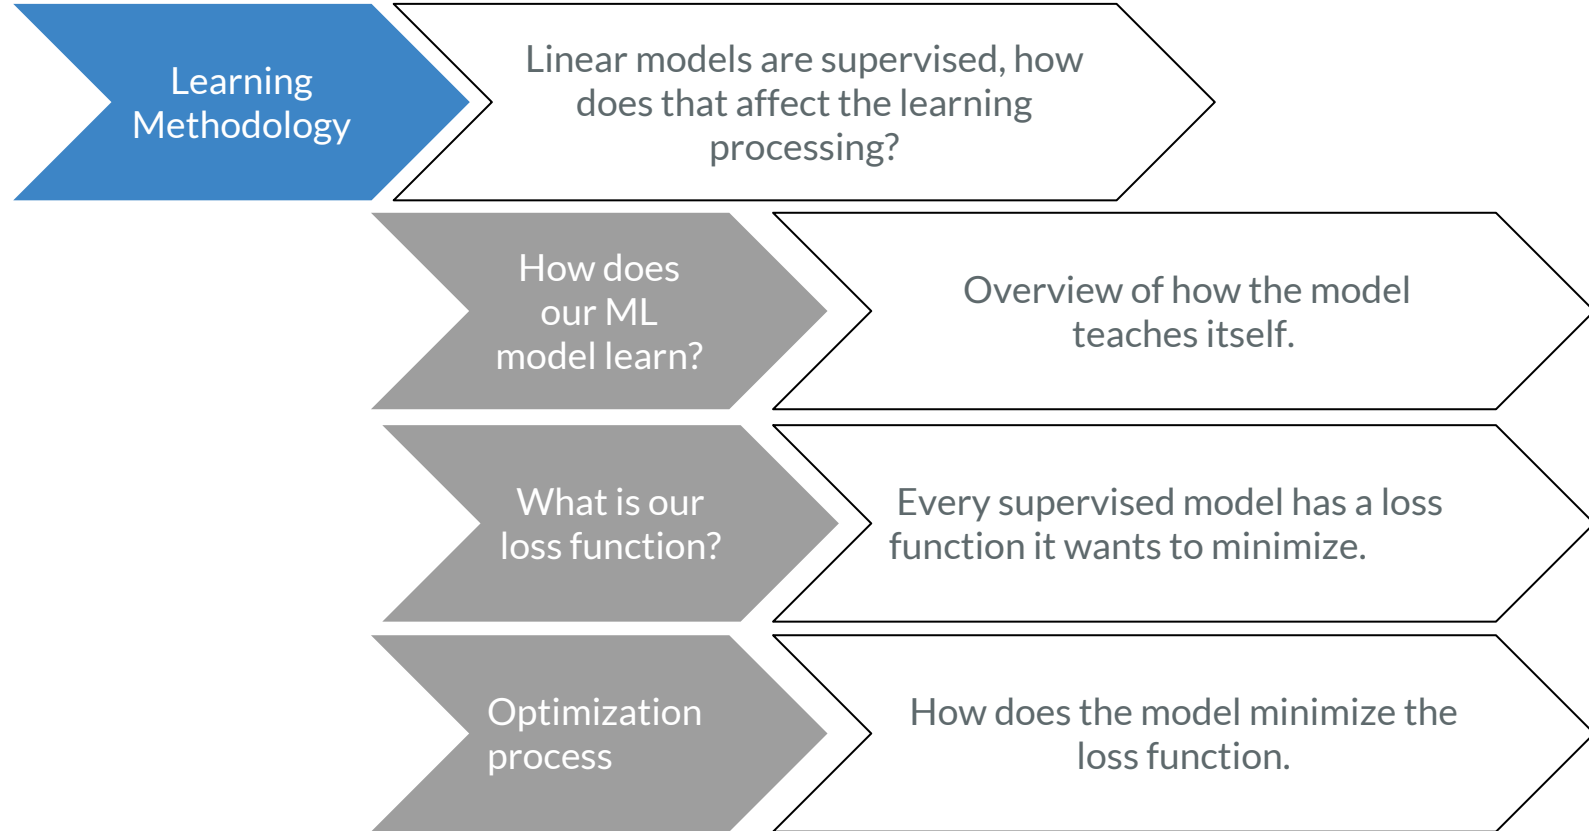 Learning
Methodology
Linear models are supervised, how
does that affect the learning
processing?
How does
our ML
model learn?
Overview of how the model
teaches itself.
What is our
loss function?
Every supervised model has a loss
function it wants to minimize.
Optimization
process
How does the model minimize the
loss function.